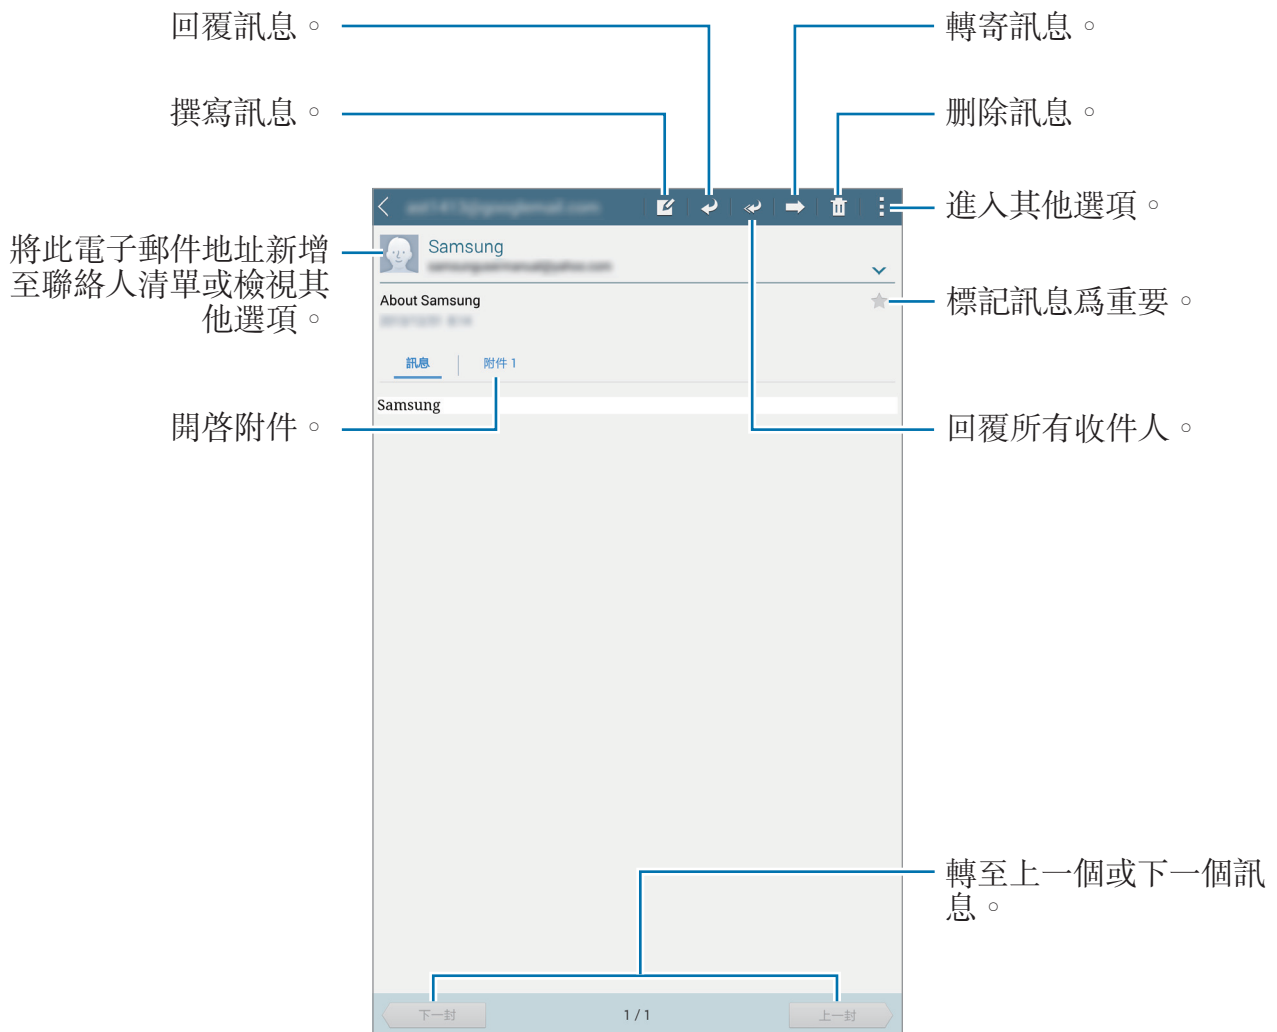 回覆訊息。
轉寄訊息。
撰寫訊息。
刪除訊息。
進入其他選項。
將此電子郵件地址新增
至聯絡人清單或檢視其
他選項。
Samsung
About Samsung
標記訊息爲重要。
訊息
附件 1
Samsung
開啓附件。
回覆所有收件人。
轉至上一個或下一個訊
息。
下一封
1 / 1
上一封